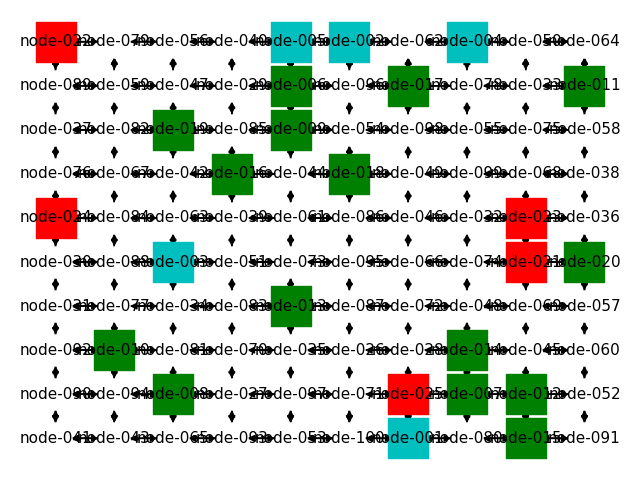 node-022 node-079 node-056 node-040 node-005 node-002 node-062 node-004 node-050 node-064
node-089 node-059 node-047 node-029 node-006 node-096 node-017 node-078 node-033 node-011
node-037 node-082 node-019 node-085 node-009 node-054 node-098 node-055 node-075 node-058
node-076 node-067 node-042 node-016 node-044 node-018 node-049 node-099 node-068 node-038
node-024 node-084 node-063 node-039 node-061 node-086 node-046 node-032 node-023 node-036
node-030 node-088 node-003 node-051 node-073 node-095 node-066 node-074 node-021 node-020
node-031 node-077 node-034 node-083 node-013 node-087 node-072 node-048 node-069 node-057
node-092 node-010 node-081 node-070 node-035 node-026 node-028 node-014 node-045 node-060
node-090 node-094 node-008 node-027 node-097 node-071 node-025 node-007 node-012 node-052
node-041 node-043 node-065 node-093 node-053 node-100 node-001 node-080 node-015 node-091